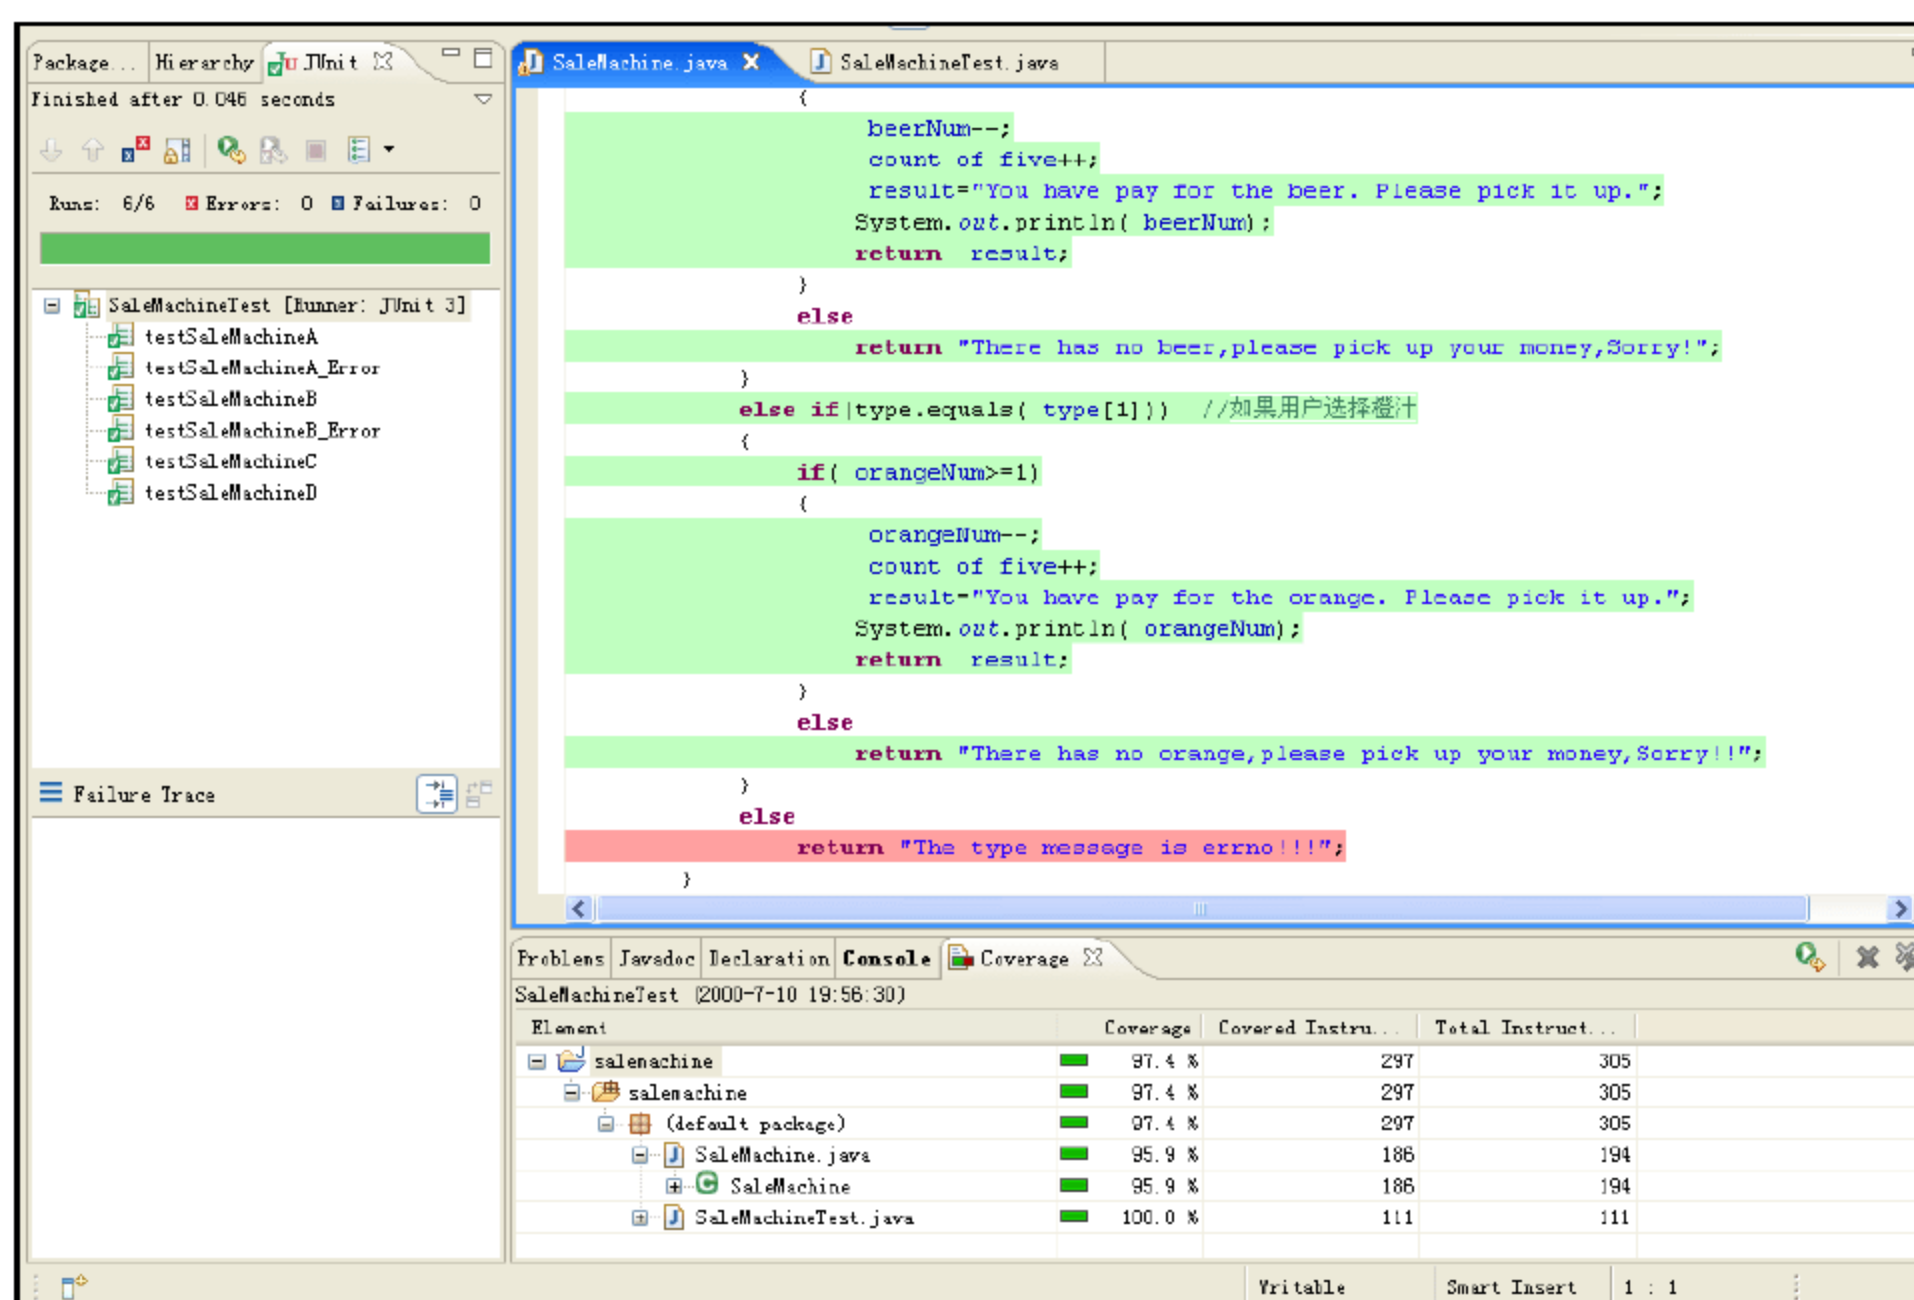 Package... Hierarchy JUnit
Finished after 0.046 seconds
Runs: 6/6 Errors: 0 Failures: 0
SaleMachineTest [Runner: JUnit 3]
testSaleMachineA
testSaleMachineA_Error
testSaleMachineB
testSaleMachineB_Error
testSaleMachineC
testSaleMachineD
Failure Trace
SaleMachine.java SaleMachineTest.java
{
beerNum--;
count of five++;
result="You have pay for the beer. Please pick it up.";
System.out.println( beerNum);
return result;
}
else
return "There has no beer,please pick up your money,Sorry!";
}
else if(type.equals( type[1])) //如果用户选择橙汁
{
if( orangeNum>=1)
{
orangeNum--;
count of five++;
result="You have pay for the orange. Please pick it up.";
System.out.println( orangeNum);
return result;
}
else
return "There has no orange,please pick up your money,Sorry!!";
}
else
return "The type message is errno!!!";
}
Problems Javadoc Declaration Console Coverage
SaleMachineTest (2000-7-10 19:56:30)
Element Coverage Covered Instru... Total Instruct...
salemachine 97.4 % 297 305
salemachine 97.4 % 297 305
(default package) 97.4 % 297 305
SaleMachine.java 95.9 % 186 194
SaleMachine 95.9 % 186 194
SaleMachineTest.java 100.0 % 111 111
Writable Smart Insert 1 : 1